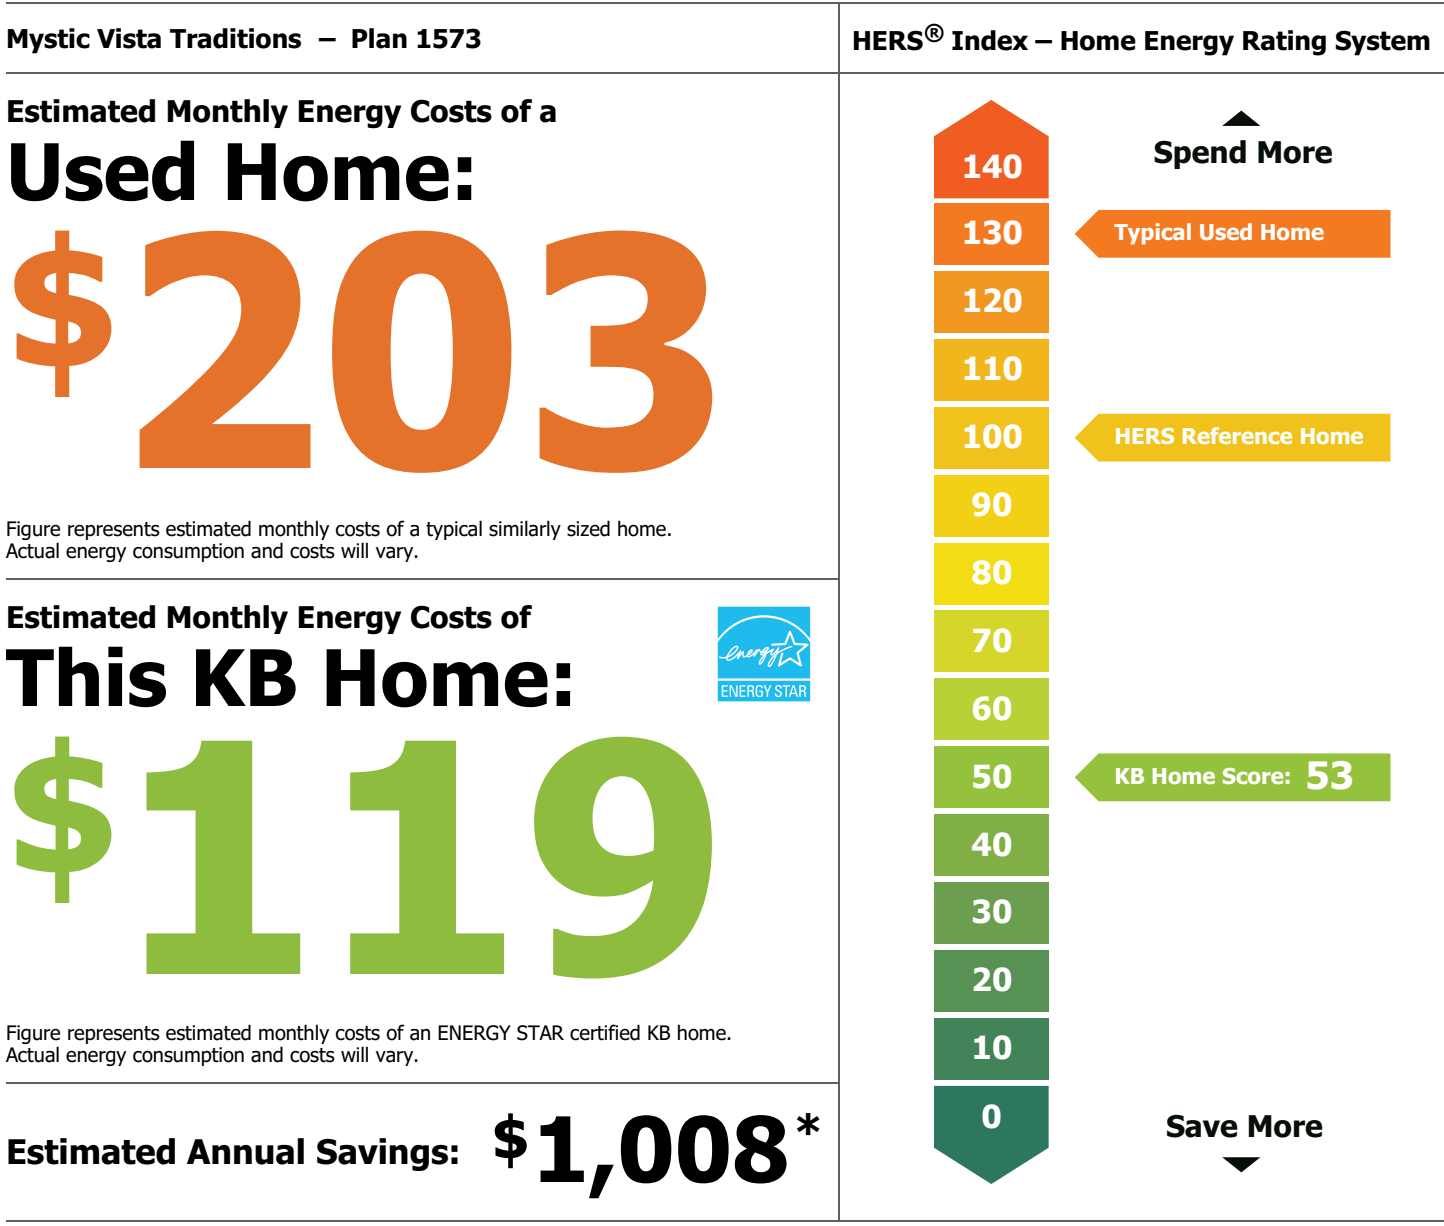 Mystic Vista Traditions – Plan 1573
Estimated Monthly Energy Costs of a
Used Home:
$203
Figure represents estimated monthly costs of a typical similarly sized home.
Actual energy consumption and costs will vary.
Estimated Monthly Energy Costs of
This KB Home:
energy
ENERGY STAR
$119
Figure represents estimated monthly costs of an ENERGY STAR certified KB home.
Actual energy consumption and costs will vary.
Estimated Annual Savings: $1,008*
HERS® Index – Home Energy Rating System
Spend More
140
130 Typical Used Home
120
110
100 HERS Reference Home
90
80
70
60
50 KB Home Score: 53
40
30
20
10
0
Save More